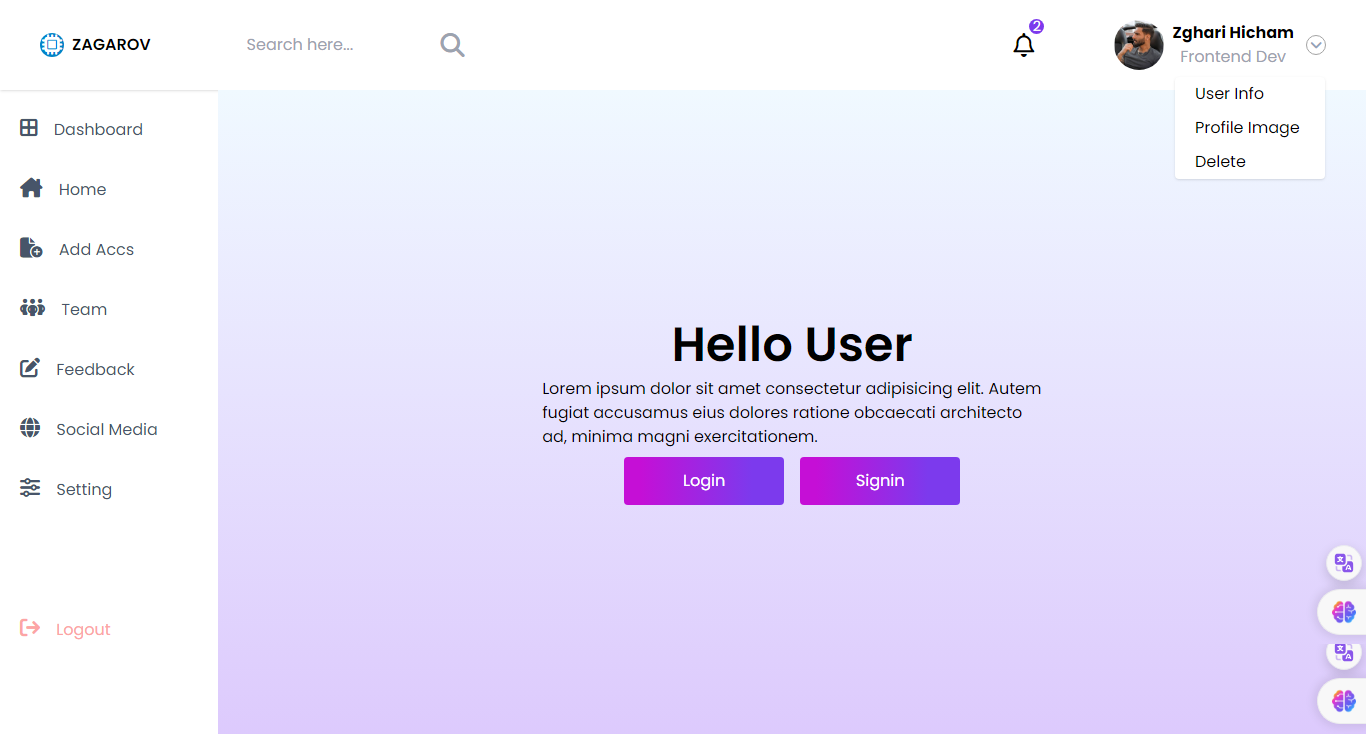 ZAGAROV
Search here...
2
Zghari Hicham
Frontend Dev
User Info
Profile Image
Delete
Dashboard
Home
Add Accs
Team
Feedback
Social Media
Setting
Logout
Hello User
Lorem ipsum dolor sit amet consectetur adipisicing elit. Autem
fugiat accusamus eius dolores ratione obcaecati architecto
ad, minima magni exercitationem.
Login
Signin